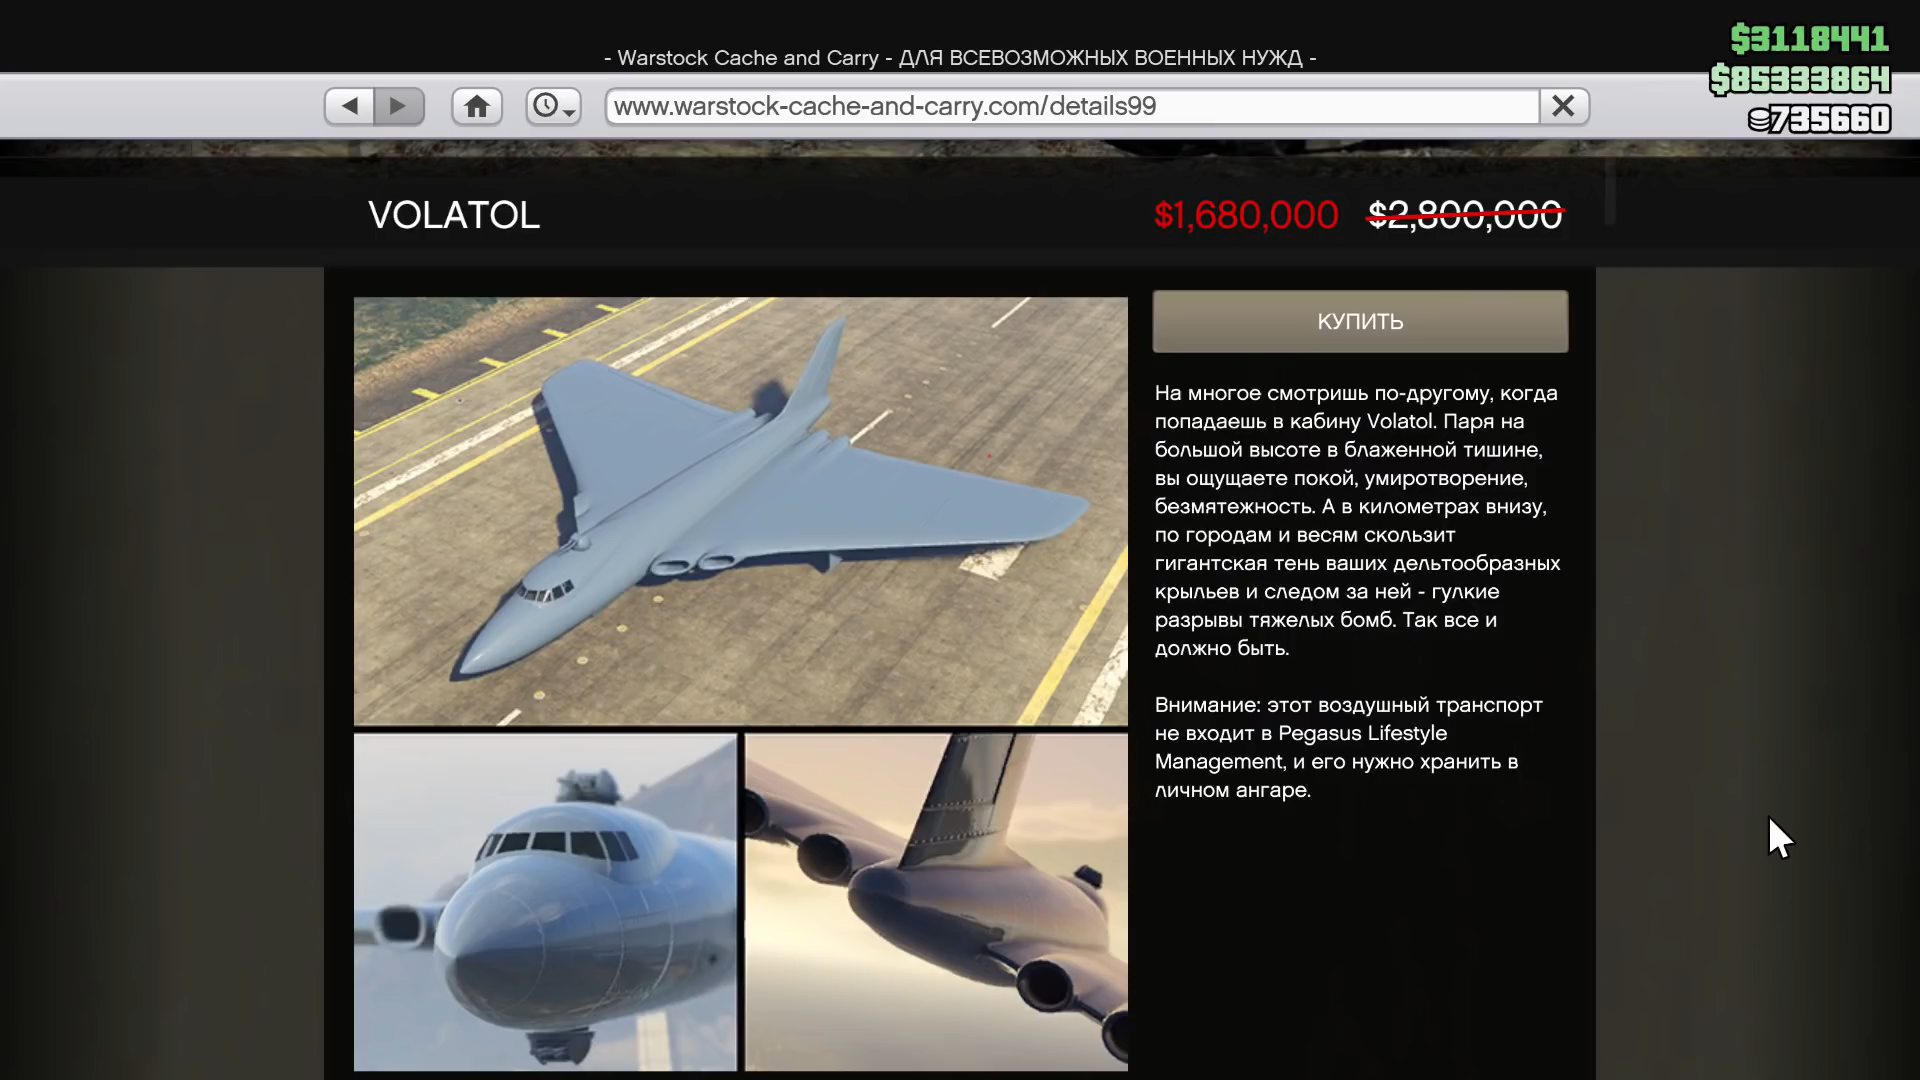 $3118441
- Warstock Cache and Carry - ДЛЯ ВСЕВОЗМОЖНЫХ ВОЕННЫХ НУЖД -
$85333864
www.warstock-cache-and-carry.com/details99
735660
VOLATOL
$1,680,000 $2,800,000
КУПИТЬ
На многое смотришь по-другому, когда
попадаешь в кабину Volatol. Паря на
большой высоте в блаженной тишине,
вы ощущаете покой, умиротворение,
безмятежность. А в километрах внизу,
по городам и весям скользит
гигантская тень ваших дельтообразных
крыльев и следом за ней - гулкие
разрывы тяжелых бомб. Так все и
должно быть.
Внимание: этот воздушный транспорт
не входит в Pegasus Lifestyle
Management, и его нужно хранить в
личном ангаре.